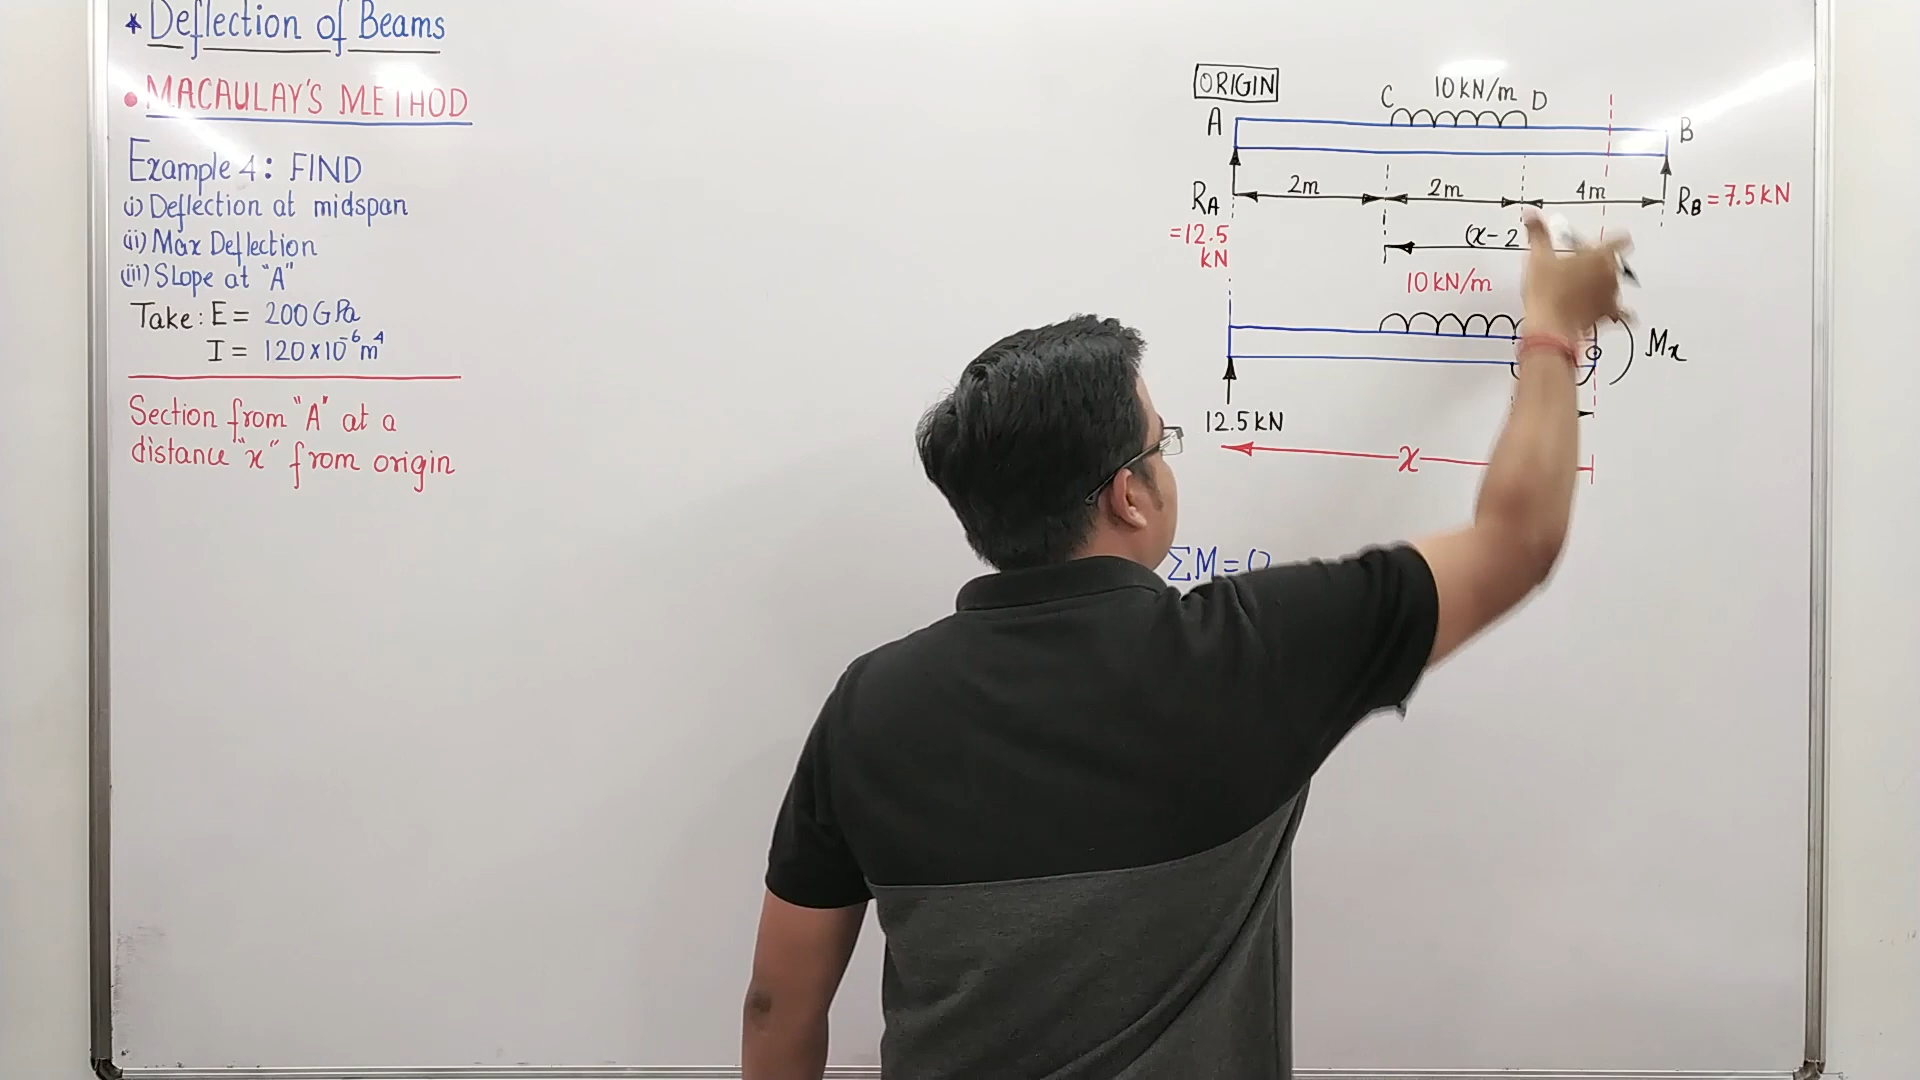 * Deflection of Beams
• MACAULAY'S METHOD
Example 4: FIND
i) Deflection at midspan
ii) Max Deflection
iii) Slope at "A"
Take: E = 200 GPa
I = 120×10⁻⁶ m⁴
Section from "A" at a
distance "x" from origin
ORIGIN
C 10 kN/m D
A B
2m 2m 4m
RA RB = 7.5 kN
= 12.5
kN
(x-2
10 kN/m
Mx
12.5 kN
x
ΣM = 0